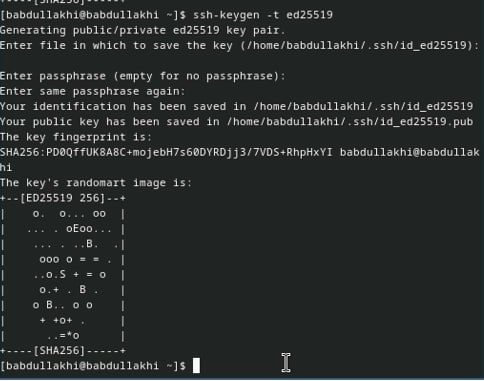 +----[SHA256]-----+
[babdullakhi@babdullakhi ~]$ ssh-keygen -t ed25519
Generating public/private ed25519 key pair.
Enter file in which to save the key (/home/babdullakhi/.ssh/id_ed25519):
Enter passphrase (empty for no passphrase):
Enter same passphrase again:
Your identification has been saved in /home/babdullakhi/.ssh/id_ed25519
Your public key has been saved in /home/babdullakhi/.ssh/id_ed25519.pub
The key fingerprint is:
SHA256:PD0QffUK8A8C+mojebH7s60DYRDjj3/7VDS+RhpHxYI babdullakhi@babdullak
hi
The key's randomart image is:
+--[ED25519 256]--+
|    o.  o... oo  |
|   ... . oEoo... |
|    ... . ..B.  .|
|     ooo o = = . |
|    ..o.S + = o  |
|     o.+ . B .   |
|    o B.. o o    |
|     + +o+ .     |
|      ..=*o      |
+----[SHA256]-----+
[babdullakhi@babdullakhi ~]$